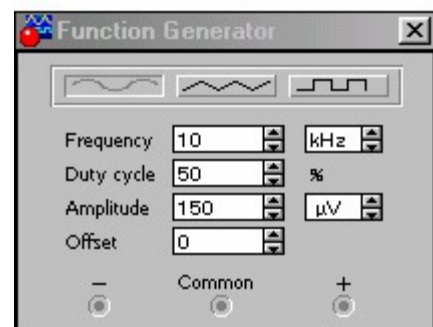 Function Generator
Frequency 10 kHz
Duty cycle 50 %
Amplitude 150 µV
Offset 0
− Common +